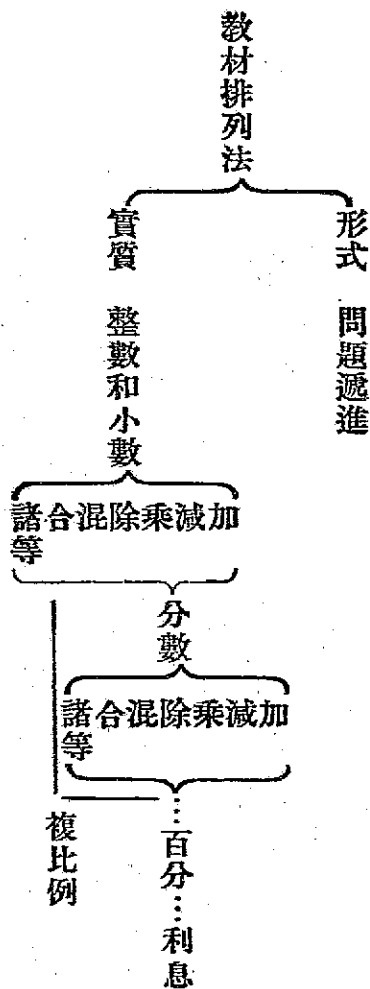 教材排列法
形式　問題遞進
實質　整數和小數
加減乘除混合諸等
分數
加減乘除混合諸等
…百分…利息
複比例